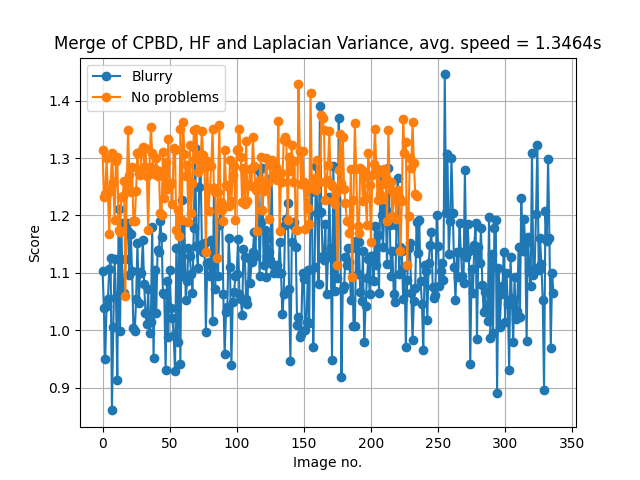 Merge of CPBD, HF and Laplacian Variance, avg. speed = 1.3464s
Blurry
No problems
1.4
1.3
1.2
1.1
1.0
0.9
Score
0 50 100 150 200 250 300 350
Image no.